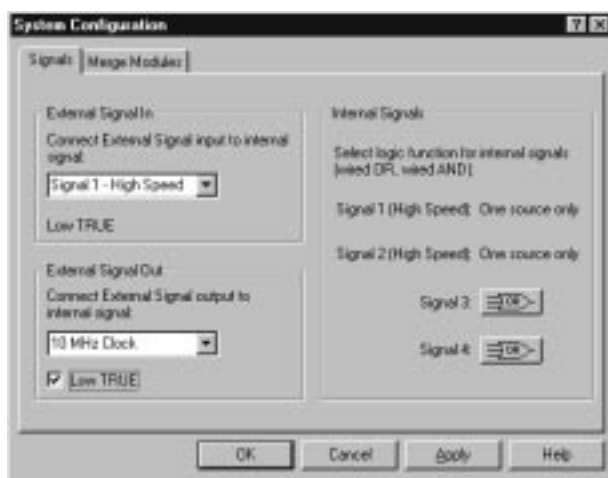 System Configuration
Signals
Merge Modules
External Signal In
Connect External Signal input to internal
signal:
Signal 1 - High Speed
Low TRUE
External Signal Out
Connect External Signal output to
internal signal:
10 MHz Clock
Low TRUE
Internal Signals
Select logic function for internal signals
(wired OR, wired AND):
Signal 1 (High Speed): One source only
Signal 2 (High Speed): One source only
Signal 3: OR
Signal 4: OR
OK
Cancel
Apply
Help